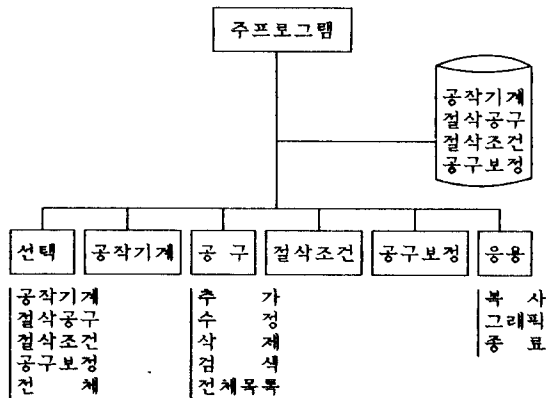 주프로그램
공작기계
절삭공구
절삭조건
공구보정
선택
공작기계
공 구
절삭조건
공구보정
응용
공작기계
절삭공구
절삭조건
공구보정
전 체
추 가
수 정
삭 제
검 색
전체목록
복 사
그래픽
종 료